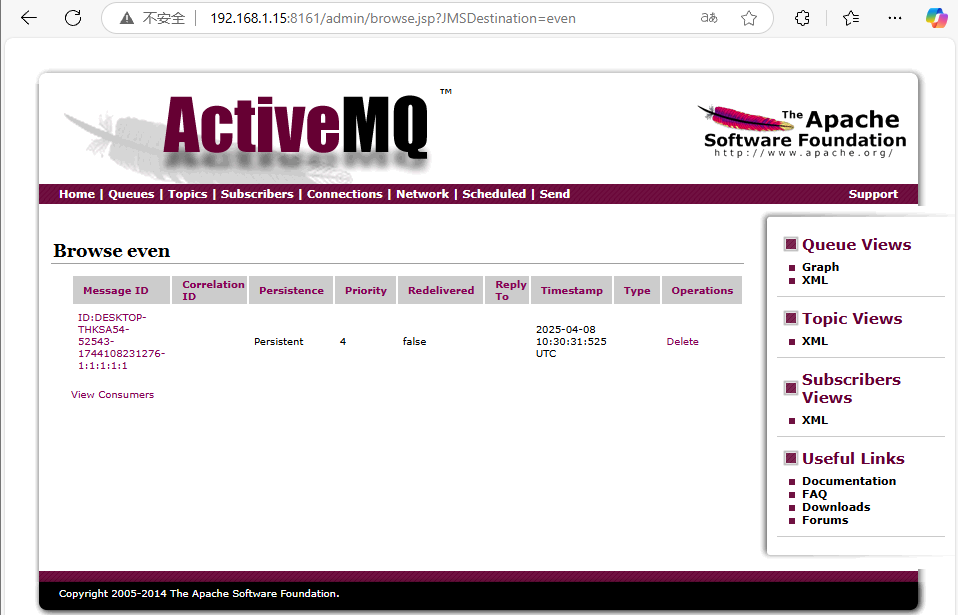 不安全 192.168.1.15:8161/admin/browse.jsp?JMSDestination=even aあ
ActiveMQ ™
The Apache
Software Foundation
http://www.apache.org/
Home | Queues | Topics | Subscribers | Connections | Network | Scheduled | Send Support
Browse even
Message ID Correlation ID Persistence Priority Redelivered Reply To Timestamp Type Operations
ID:DESKTOP-
THKSA54-
52543-
1744108231276-
1:1:1:1:1
Persistent 4 false
2025-04-08
10:30:31:525
UTC
Delete
View Consumers
Queue Views
Graph
XML
Topic Views
XML
Subscribers
Views
XML
Useful Links
Documentation
FAQ
Downloads
Forums
Copyright 2005-2014 The Apache Software Foundation.